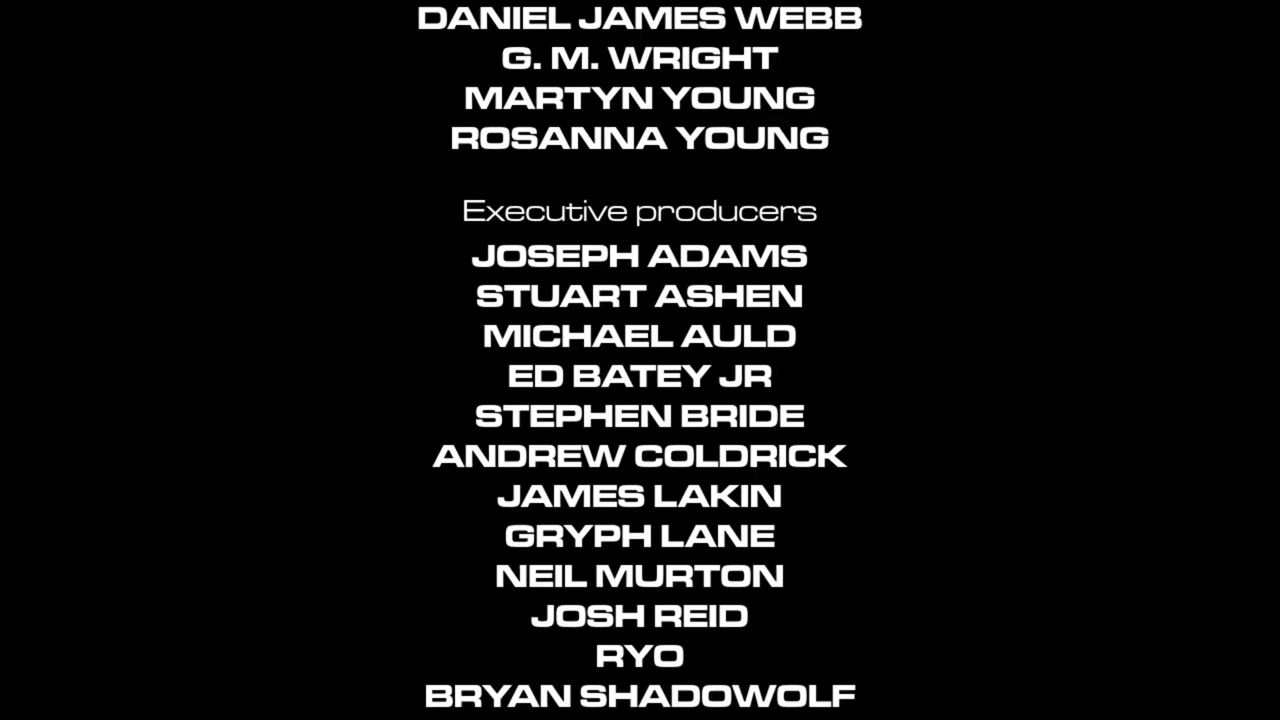 DANIEL JAMES WEBB
G. M. WRIGHT
MARTYN YOUNG
ROSANNA YOUNG
Executive producers
JOSEPH ADAMS
STUART ASHEN
MICHAEL AULD
ED BATEY JR
STEPHEN BRIDE
ANDREW COLDRICK
JAMES LAKIN
GRYPH LANE
NEIL MURTON
JOSH REID
RYO
BRYAN SHADOWOLF